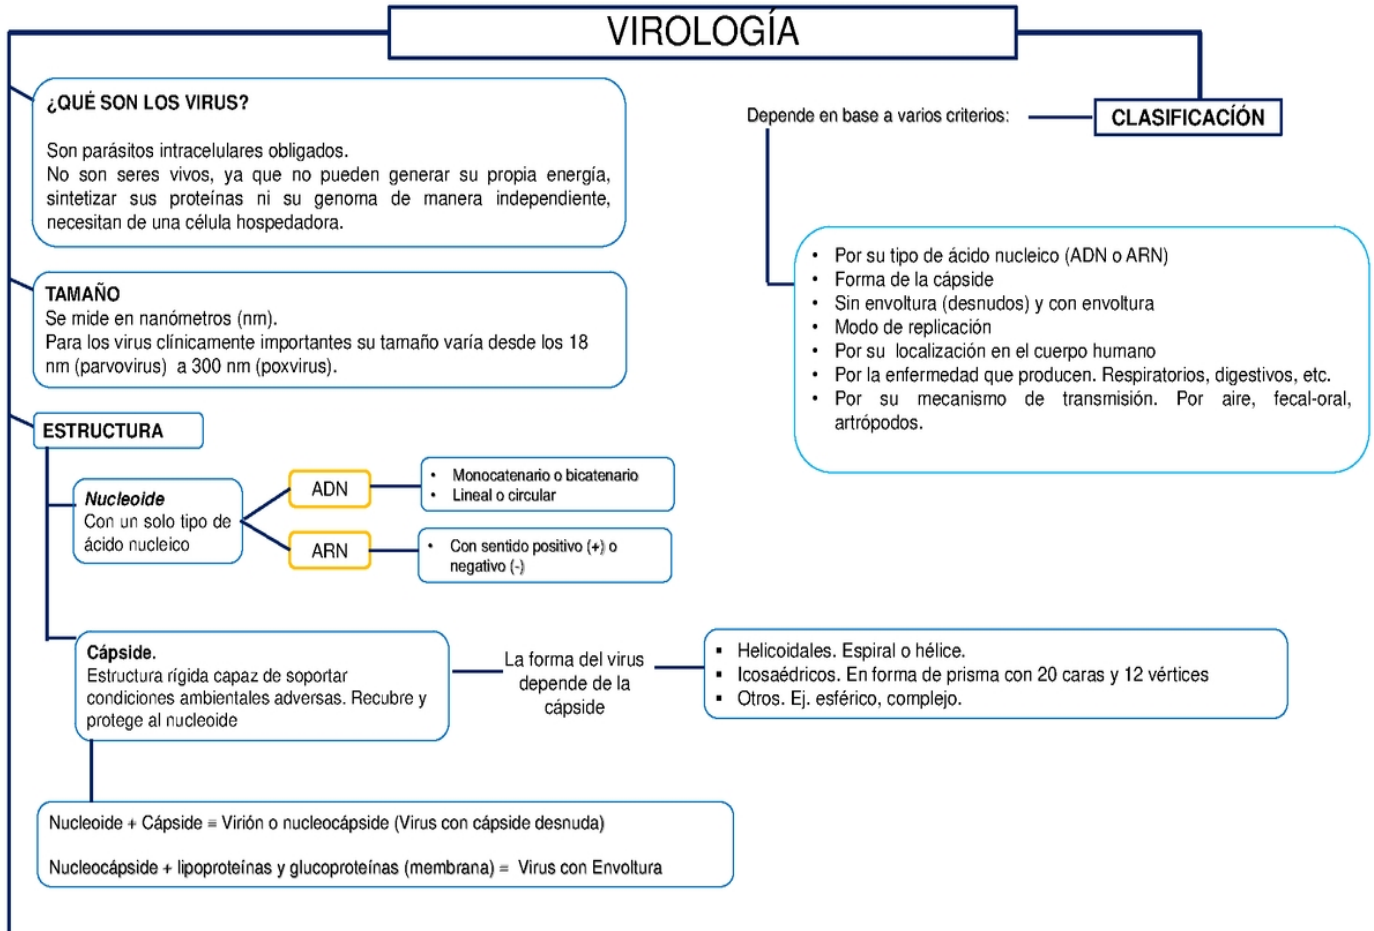 VIROLOGÍA
¿QUÉ SON LOS VIRUS?
Son parásitos intracelulares obligados.
No son seres vivos, ya que no pueden generar su propia energía,
sintetizar sus proteínas ni su genoma de manera independiente,
necesitan de una célula hospedadora.
TAMAÑO
Se mide en nanómetros (nm).
Para los virus clínicamente importantes su tamaño varía desde los 18
nm (parvovirus) a 300 nm (poxvirus).
ESTRUCTURA
Nucleoide
Con un solo tipo de
ácido nucleico
ADN
• Monocatenario o bicatenario
• Lineal o circular
ARN
• Con sentido positivo (+) o
negativo (-)
Cápside.
Estructura rígida capaz de soportar
condiciones ambientales adversas. Recubre y
protege al nucleoide
La forma del virus
depende de la
cápside
▪ Helicoidales. Espiral o hélice.
▪ Icosaédricos. En forma de prisma con 20 caras y 12 vértices
▪ Otros. Ej. esférico, complejo.
Nucleoide + Cápside = Virión o nucleocápside (Virus con cápside desnuda)
Nucleocápside + lipoproteínas y glucoproteínas (membrana) = Virus con Envoltura
CLASIFICACÍÓN
Depende en base a varios criterios:
• Por su tipo de ácido nucleico (ADN o ARN)
• Forma de la cápside
• Sin envoltura (desnudos) y con envoltura
• Modo de replicación
• Por su localización en el cuerpo humano
• Por la enfermedad que producen. Respiratorios, digestivos, etc.
• Por su mecanismo de transmisión. Por aire, fecal-oral,
artrópodos.